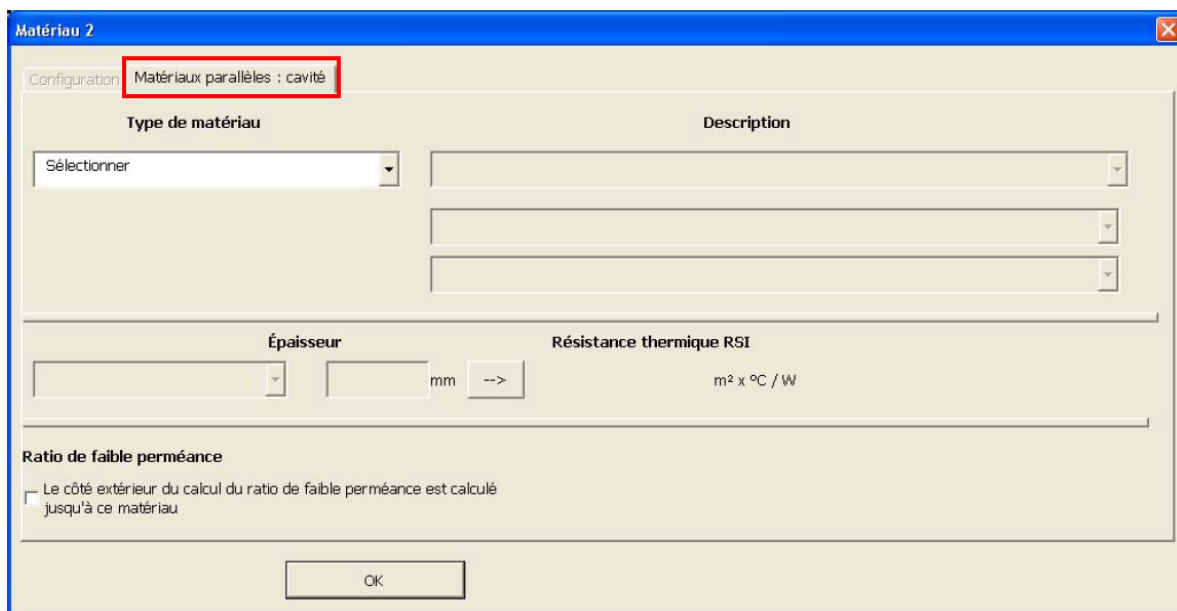 Matériau 2
Configuration Matériaux parallèles : cavité
Type de matériau Description
Sélectionner
Épaisseur Résistance thermique RSI
mm --> m² x ºC / W
Ratio de faible perméance
Le côté extérieur du calcul du ratio de faible perméance est calculé
jusqu'à ce matériau
OK